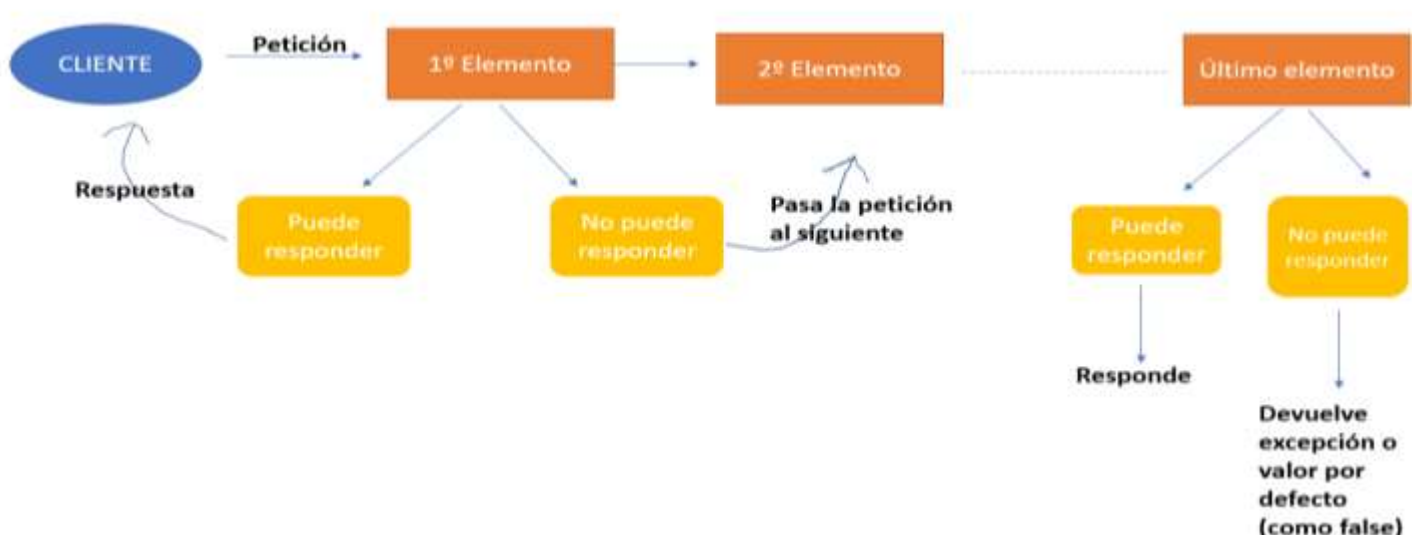 CLIENTE
Petición
1º Elemento
2º Elemento
Último elemento
Respuesta
Puede
responder
No puede
responder
Pasa la petición
al siguiente
Puede
responder
No puede
responder
Responde
Devuelve
excepción o
valor por
defecto
(como false)